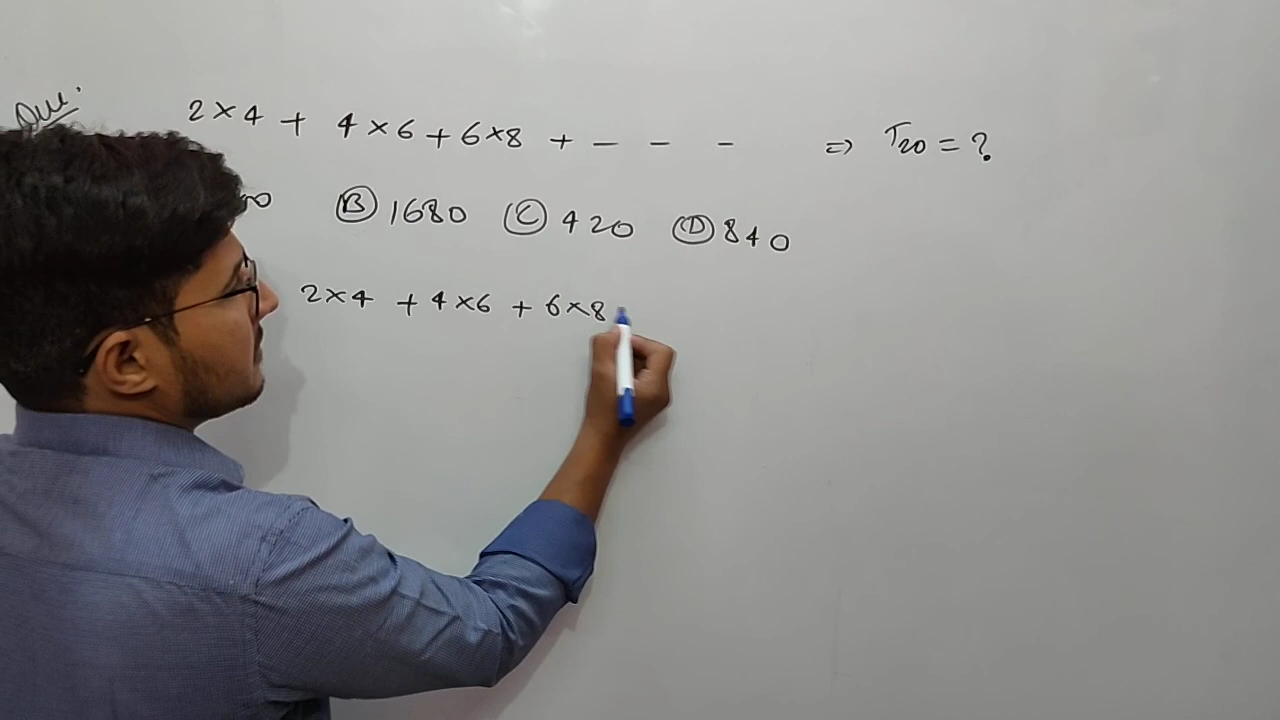 Que:
2×4 + 4×6 + 6×8 + - - - ⇒ T₂₀ = ?
Ⓑ 1680 Ⓒ 420 Ⓓ 840
2×4 + 4×6 + 6×8